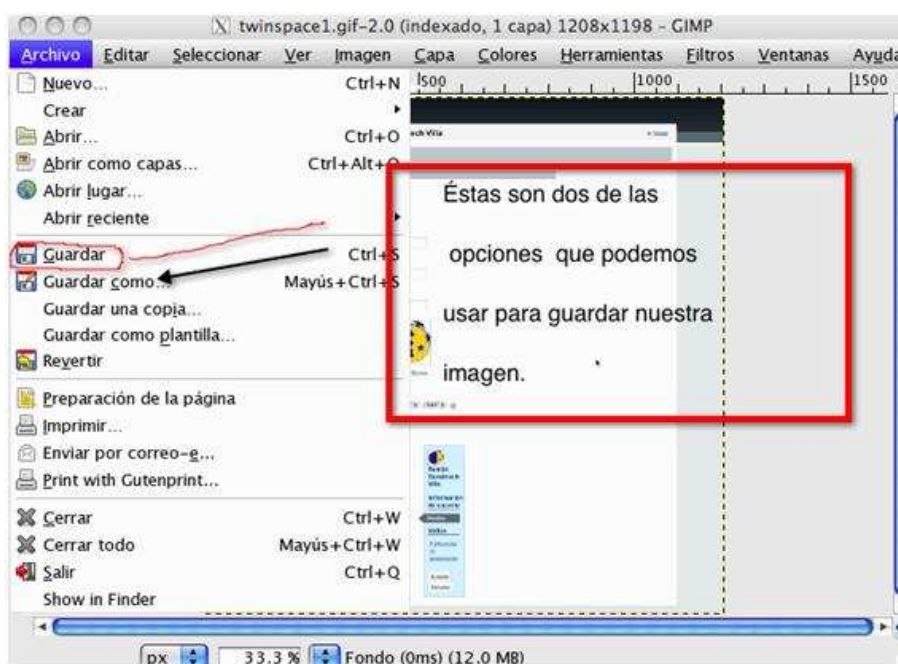 twinspace1.gif-2.0 (indexado, 1 capa) 1208x1198 – GIMP
Archivo Editar Seleccionar Ver Imagen Capa Colores Herramientas Filtros Ventanas Ayuda
500 1000 1500
Nuevo... Ctrl+N
Crear
Abrir... Ctrl+O
Abrir como capas... Ctrl+Alt+O
Abrir lugar...
Abrir reciente
Guardar Ctrl+S
Guardar como... Mayús+Ctrl+S
Guardar una copia...
Guardar como plantilla...
Revertir
Preparación de la página
Imprimir...
Enviar por correo-e...
Print with Gutenprint...
Cerrar Ctrl+W
Cerrar todo Mayús+Ctrl+W
Salir Ctrl+Q
Show in Finder
Éstas son dos de las
opciones que podemos
usar para guardar nuestra
imagen.
px 33.3 % Fondo (0ms) (12.0 MB)